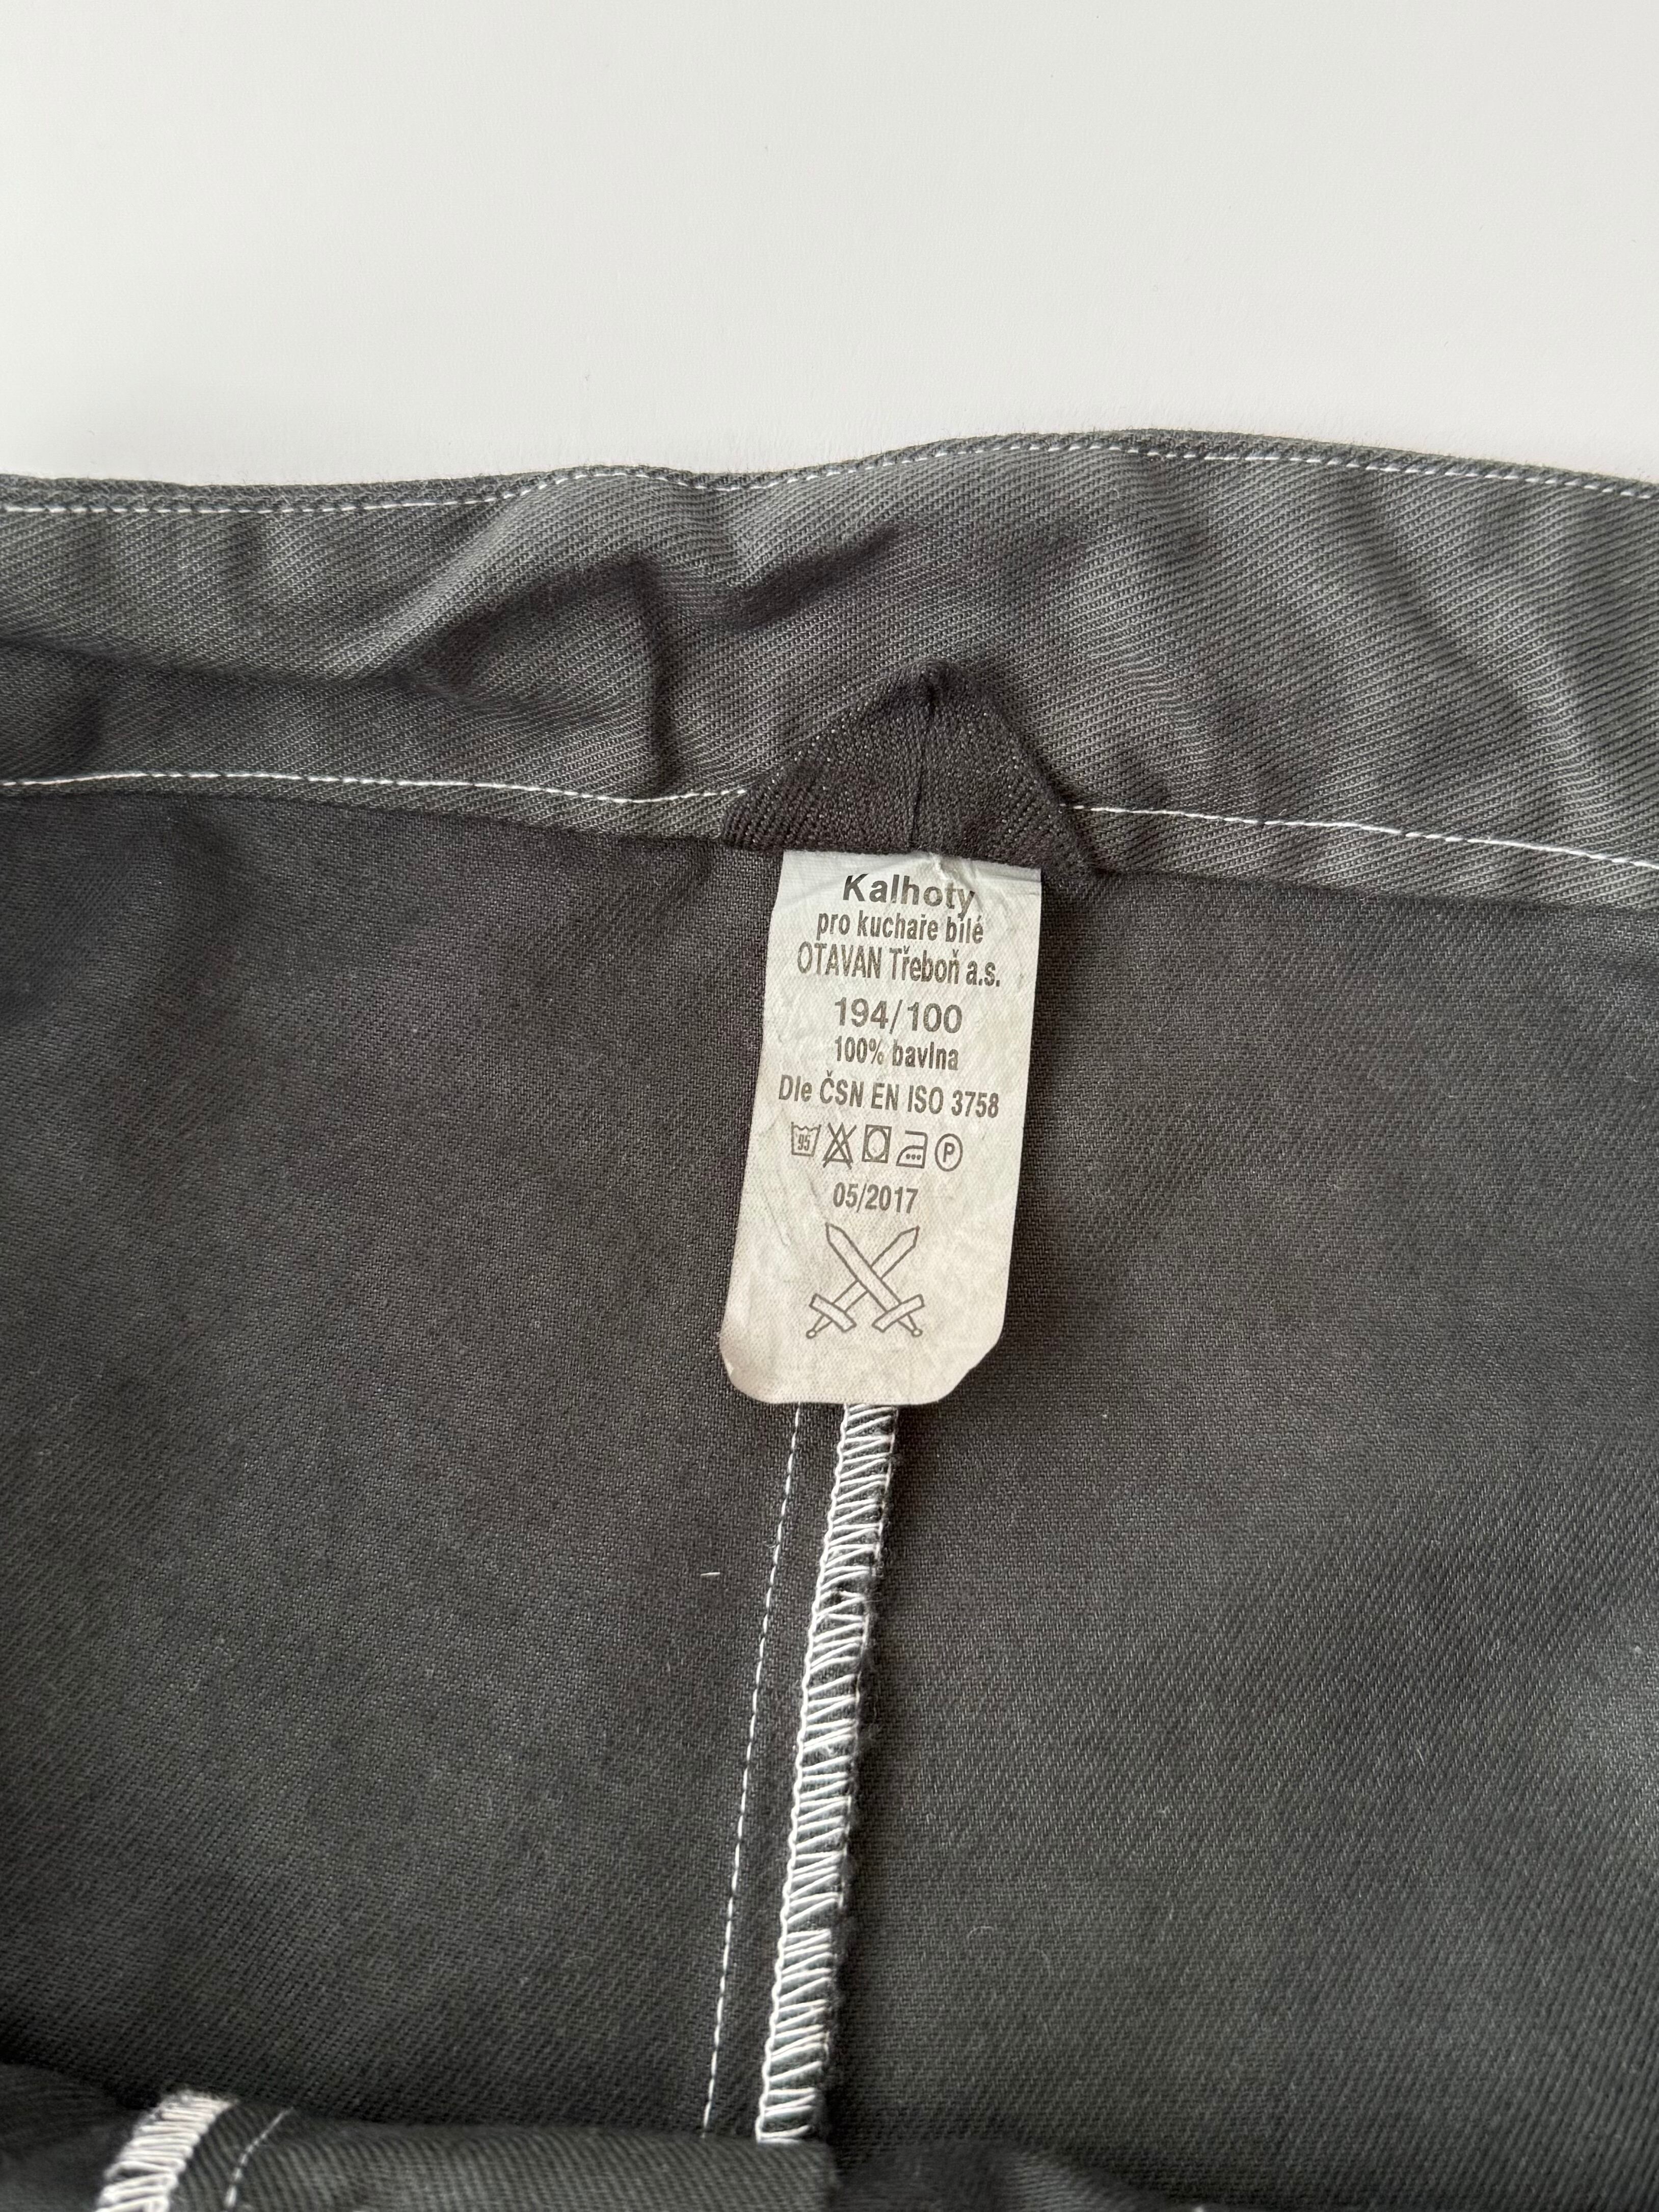 Kalhoty
pro kuchaře bílé
OTAVAN Třeboň a.s.
194/100
100% bavlna
Dle ČSN EN ISO 3758
95 P
05/2017